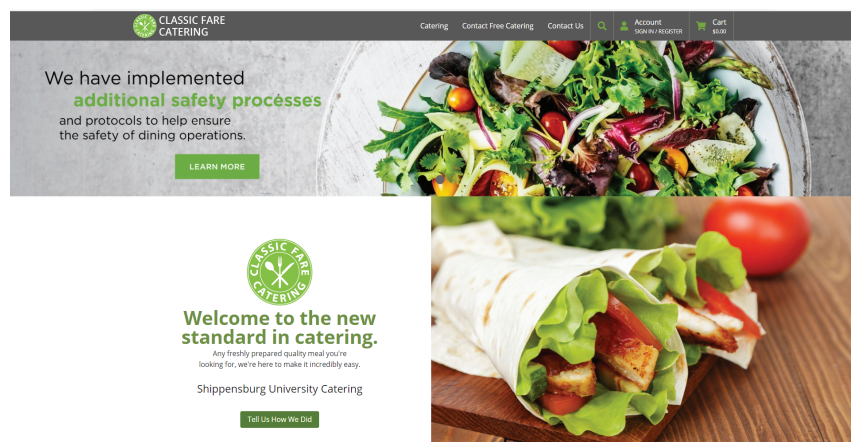 CLASSIC FARE
CATERING
Catering
Contact Free Catering
Contact Us
Account
SIGN IN / REGISTER
Cart
$0.00
We have implemented
additional safety processes
and protocols to help ensure
the safety of dining operations.
LEARN MORE
CLASSIC FARE
CATERING
Welcome to the new
standard in catering.
Any freshly prepared quality meal you're
looking for, we're here to make it incredibly easy.
Shippensburg University Catering
Tell Us How We Did